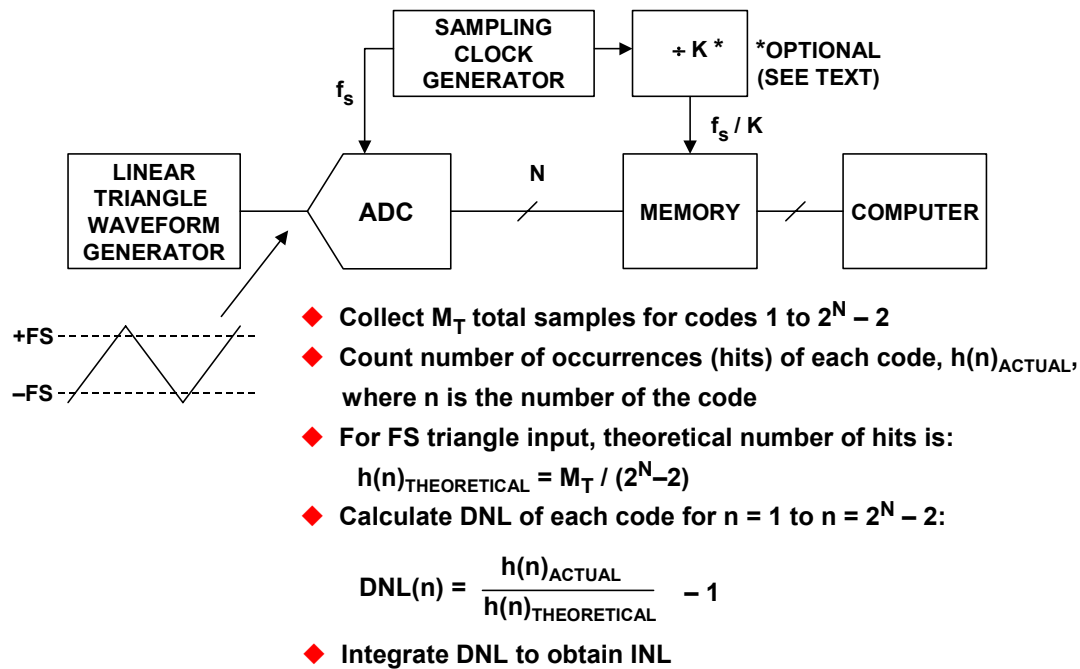 SAMPLING
CLOCK
GENERATOR
÷ K *
*OPTIONAL
(SEE TEXT)
fs
fs / K
LINEAR
TRIANGLE
WAVEFORM
GENERATOR
ADC
N
MEMORY
COMPUTER
+FS
–FS
Collect MT total samples for codes 1 to 2^N – 2
Count number of occurrences (hits) of each code, h(n)ACTUAL,
where n is the number of the code
For FS triangle input, theoretical number of hits is:
h(n)THEORETICAL = MT / (2^N–2)
Calculate DNL of each code for n = 1 to n = 2^N – 2:
h(n)ACTUAL
DNL(n) = – 1
h(n)THEORETICAL
Integrate DNL to obtain INL